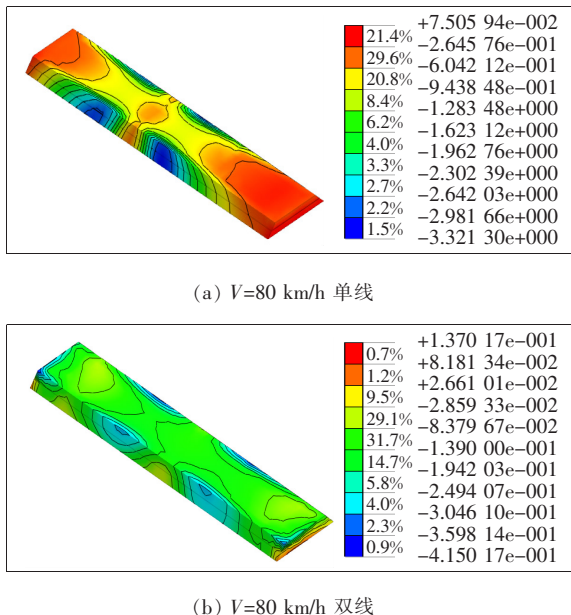 +7.505 94e-002
21.4%
-2.645 76e-001
29.6%
-6.042 12e-001
20.8%
-9.438 48e-001
8.4%
-1.283 48e+000
6.2%
-1.623 12e+000
4.0%
-1.962 76e+000
3.3%
-2.302 39e+000
2.7%
-2.642 03e+000
2.2%
-2.981 66e+000
1.5%
-3.321 30e+000
(a) V=80 km/h 单线
+1.370 17e-001
0.7%
+8.181 34e-002
1.2%
+2.661 01e-002
9.5%
-2.859 33e-002
29.1%
-8.379 67e-002
31.7%
-1.390 00e-001
14.7%
-1.942 03e-001
5.8%
-2.494 07e-001
4.0%
-3.046 10e-001
2.3%
-3.598 14e-001
0.9%
-4.150 17e-001
(b) V=80 km/h 双线